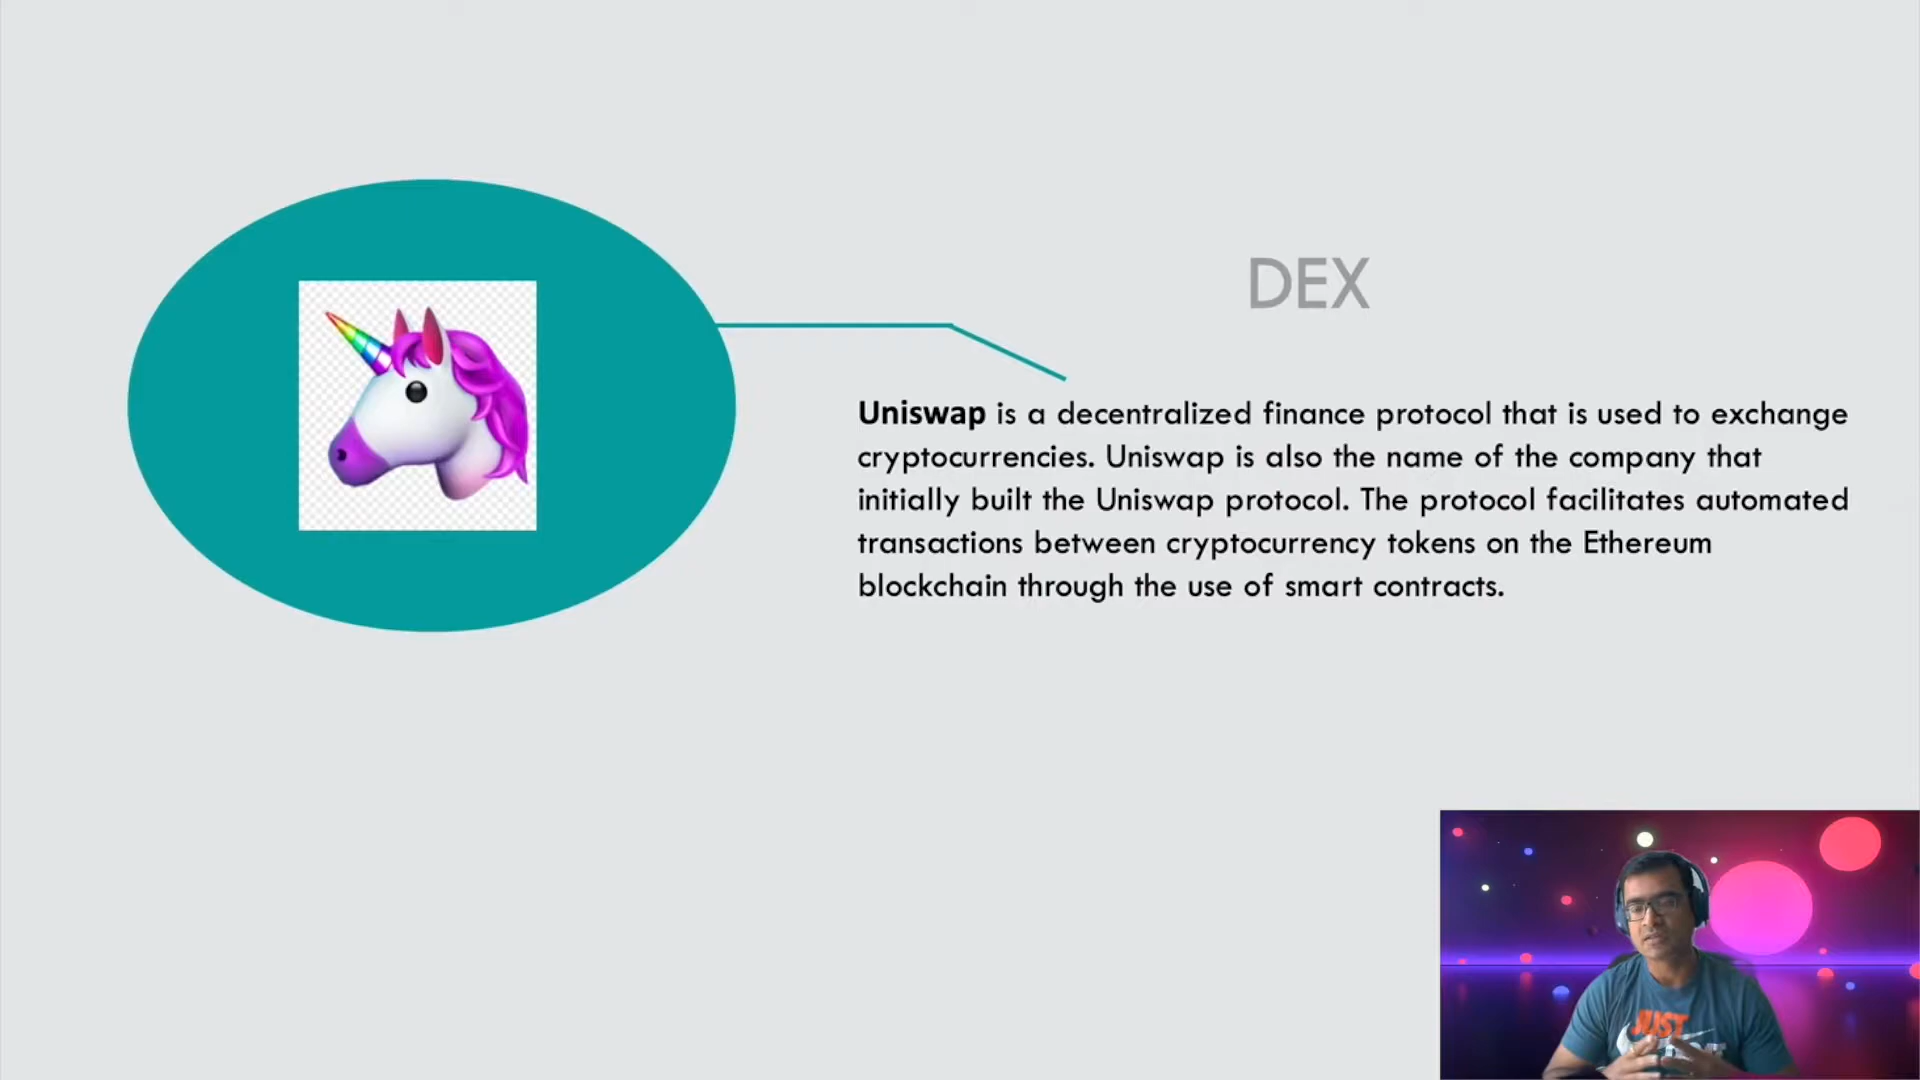 DEX
Uniswap is a decentralized finance protocol that is used to exchange
cryptocurrencies. Uniswap is also the name of the company that
initially built the Uniswap protocol. The protocol facilitates automated
transactions between cryptocurrency tokens on the Ethereum
blockchain through the use of smart contracts.
JUST